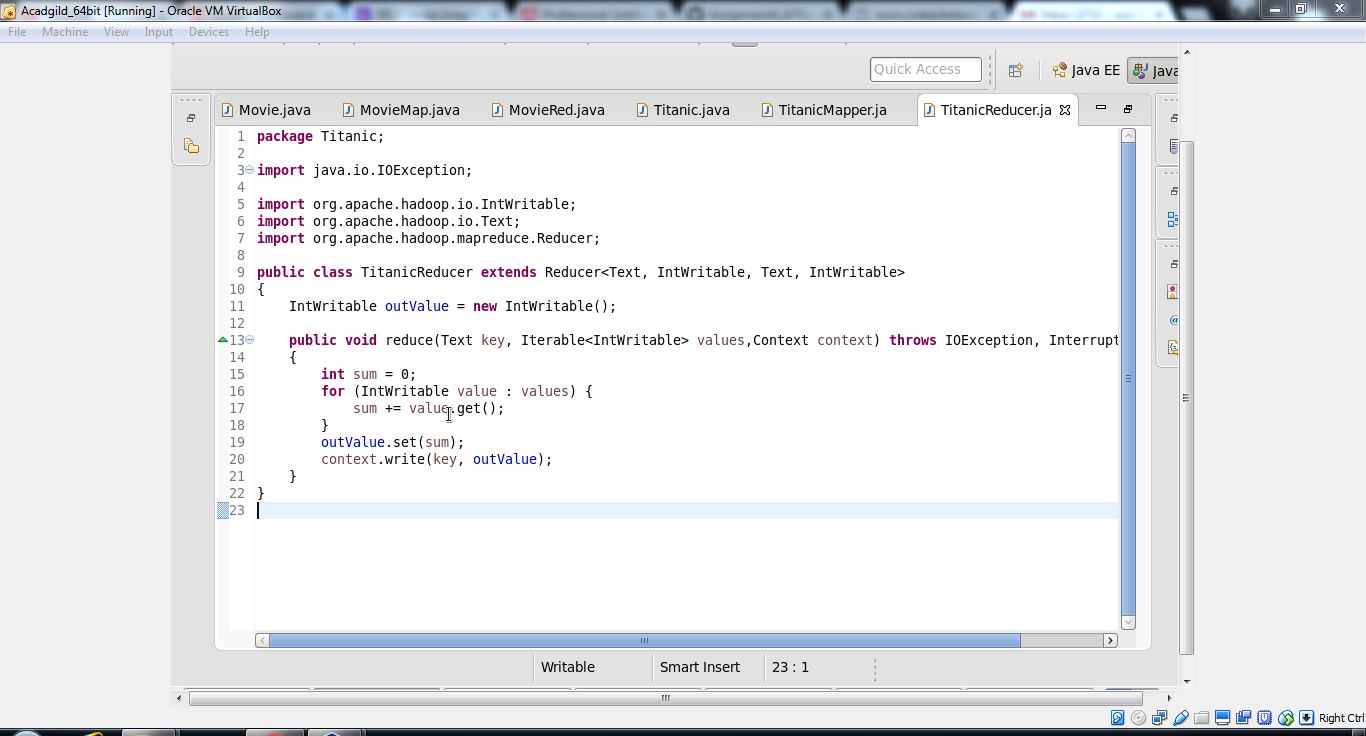 Acadgild_64bit [Running] - Oracle VM VirtualBox
File Machine View Input Devices Help
Quick Access
Java EE
Java
Movie.java MovieMap.java MovieRed.java Titanic.java TitanicMapper.ja TitanicReducer.ja
1 package Titanic;
2
3 import java.io.IOException;
4
5 import org.apache.hadoop.io.IntWritable;
6 import org.apache.hadoop.io.Text;
7 import org.apache.hadoop.mapreduce.Reducer;
8
9 public class TitanicReducer extends Reducer<Text, IntWritable, Text, IntWritable>
10 {
11 IntWritable outValue = new IntWritable();
12
13 public void reduce(Text key, Iterable<IntWritable> values,Context context) throws IOException, Interrupt
14 {
15 int sum = 0;
16 for (IntWritable value : values) {
17 sum += value.get();
18 }
19 outValue.set(sum);
20 context.write(key, outValue);
21 }
22 }
23
Writable Smart Insert 23 : 1
Right Ctrl